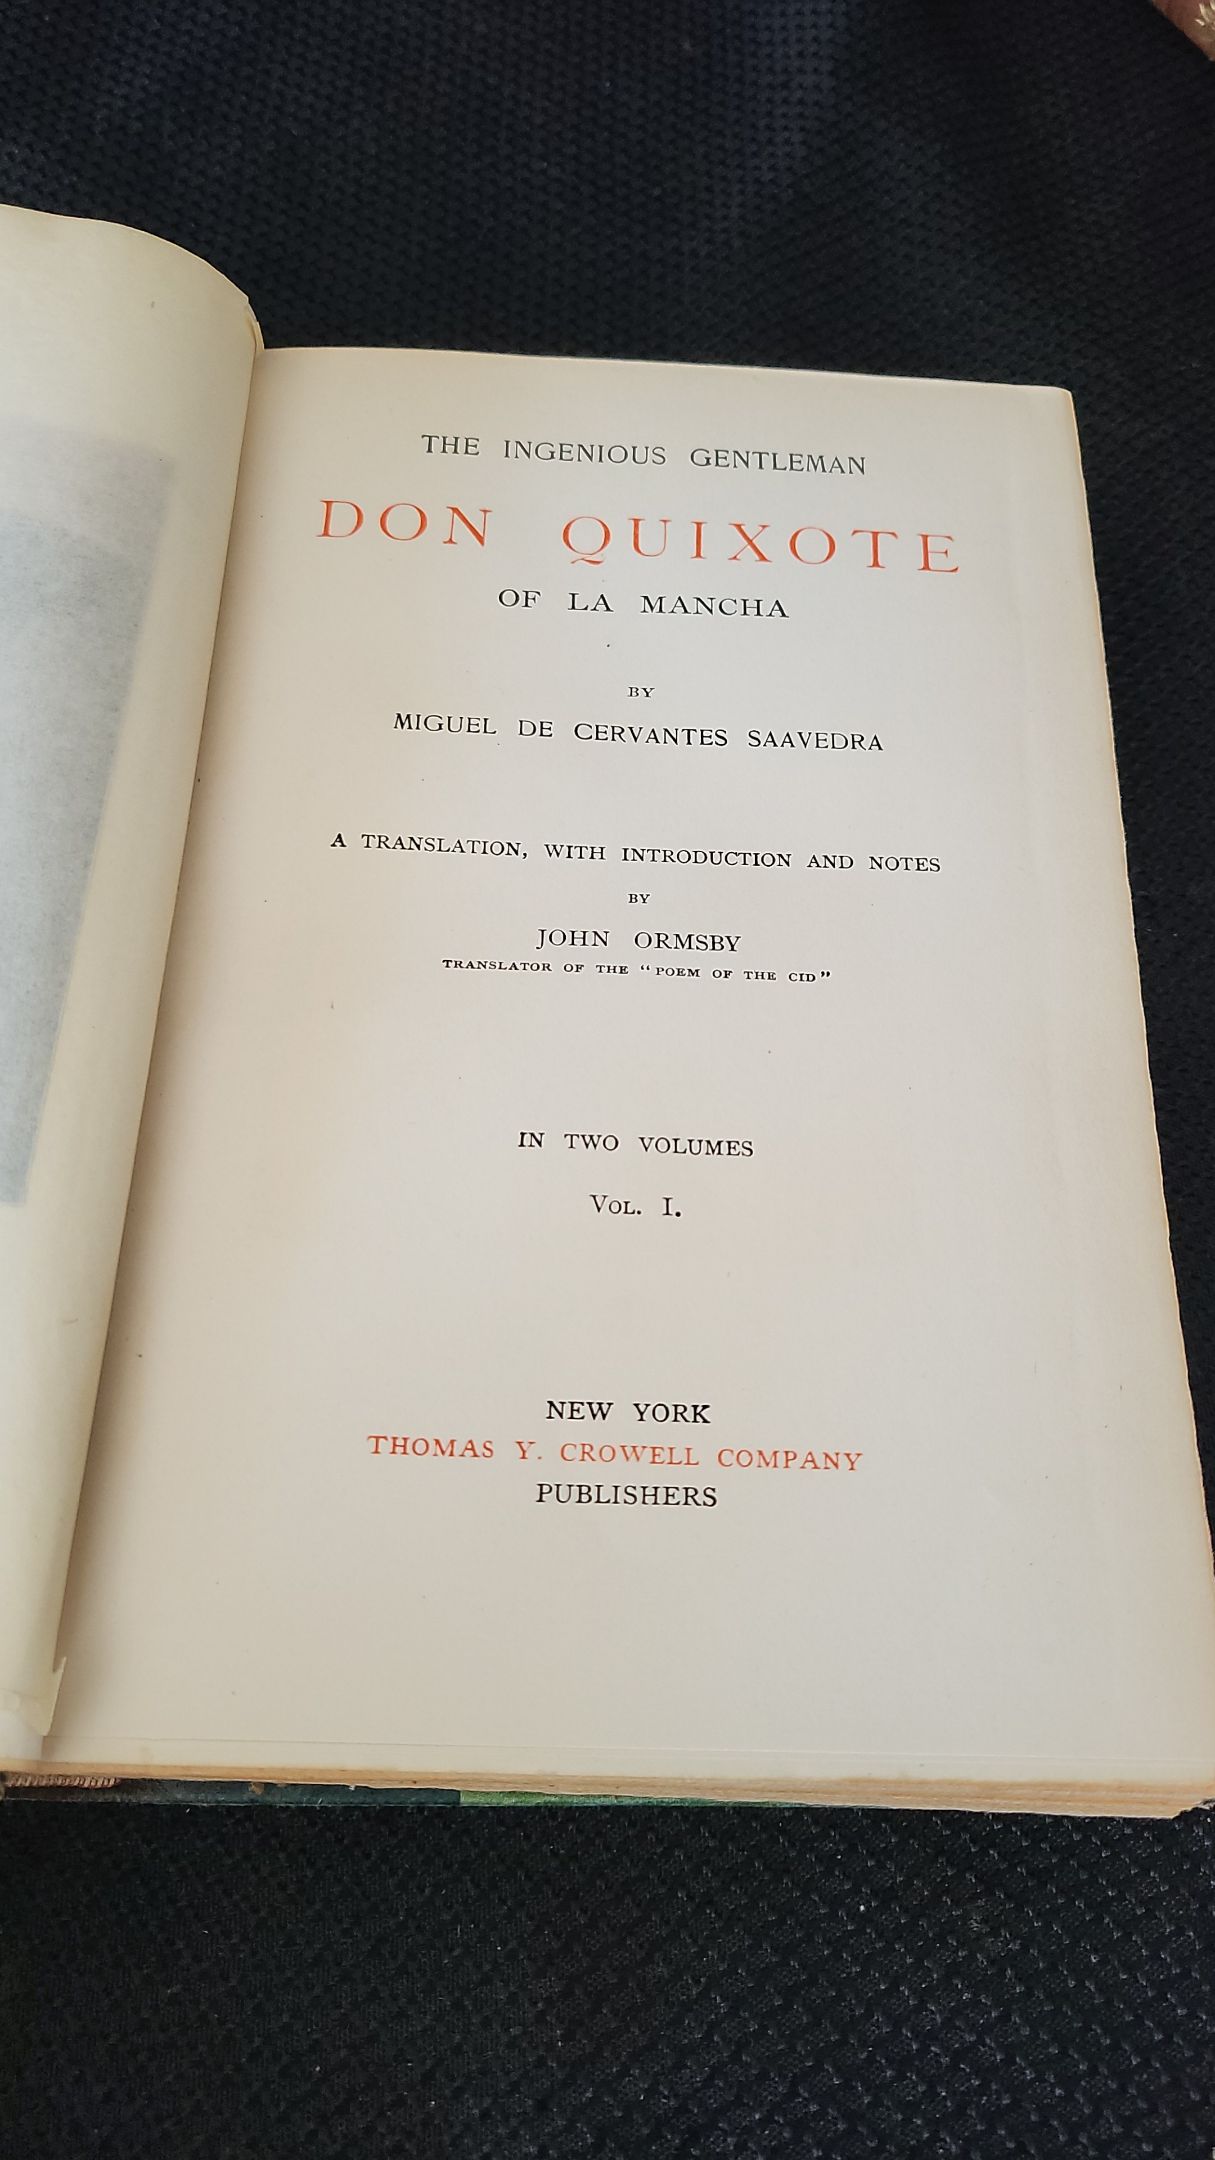 THE INGENIOUS GENTLEMAN
DON QUIXOTE
OF LA MANCHA
BY
MIGUEL DE CERVANTES SAAVEDRA
A TRANSLATION, WITH INTRODUCTION AND NOTES
BY
JOHN ORMSBY
TRANSLATOR OF THE “POEM OF THE CID”
IN TWO VOLUMES
VOL. I.
NEW YORK
THOMAS Y. CROWELL COMPANY
PUBLISHERS